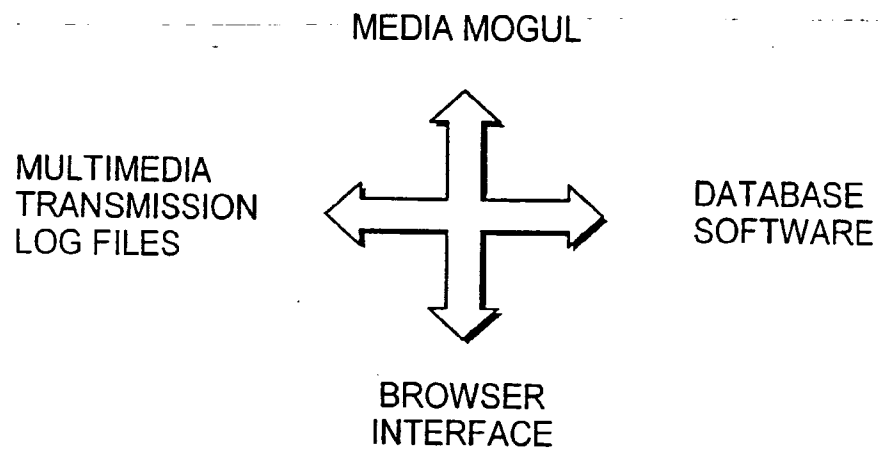 MEDIA MOGUL
MULTIMEDIA
TRANSMISSION
LOG FILES
DATABASE
SOFTWARE
BROWSER
INTERFACE